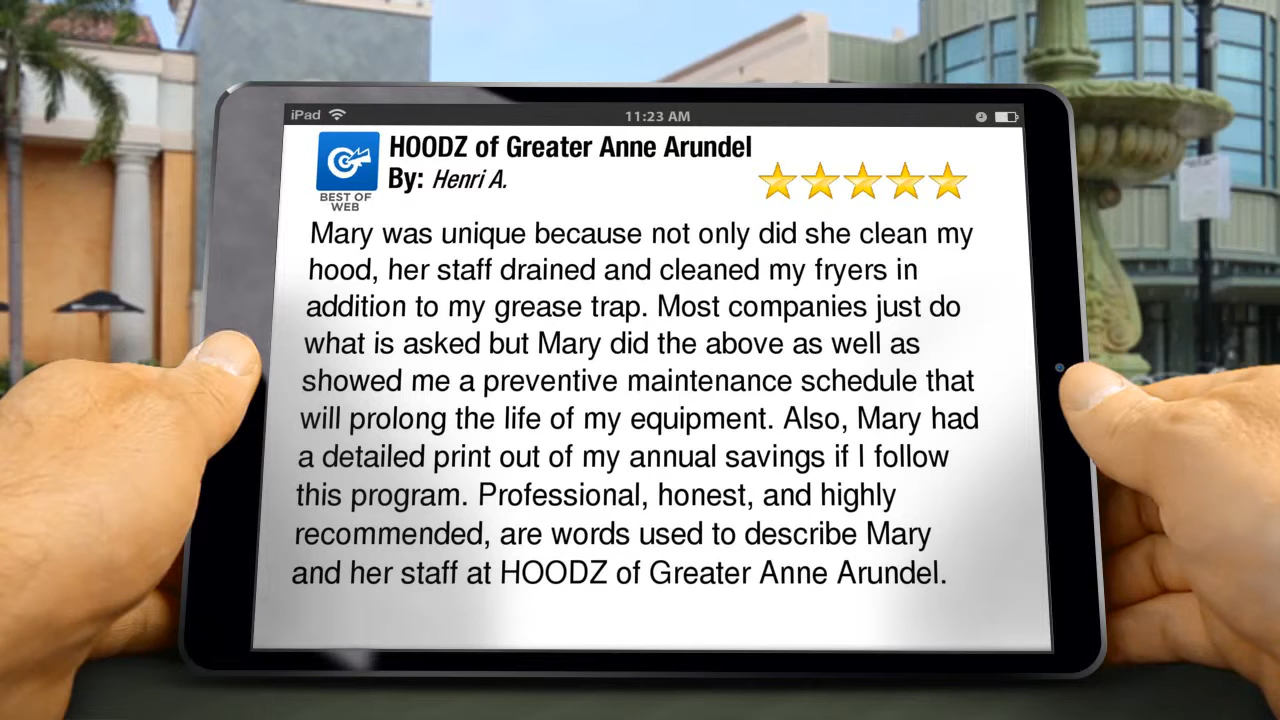 iPad 11:23 AM
HOODZ of Greater Anne Arundel
By: Henri A.
BEST OF
WEB
Mary was unique because not only did she clean my
hood, her staff drained and cleaned my fryers in
addition to my grease trap. Most companies just do
what is asked but Mary did the above as well as
showed me a preventive maintenance schedule that
will prolong the life of my equipment. Also, Mary had
a detailed print out of my annual savings if I follow
this program. Professional, honest, and highly
recommended, are words used to describe Mary
and her staff at HOODZ of Greater Anne Arundel.